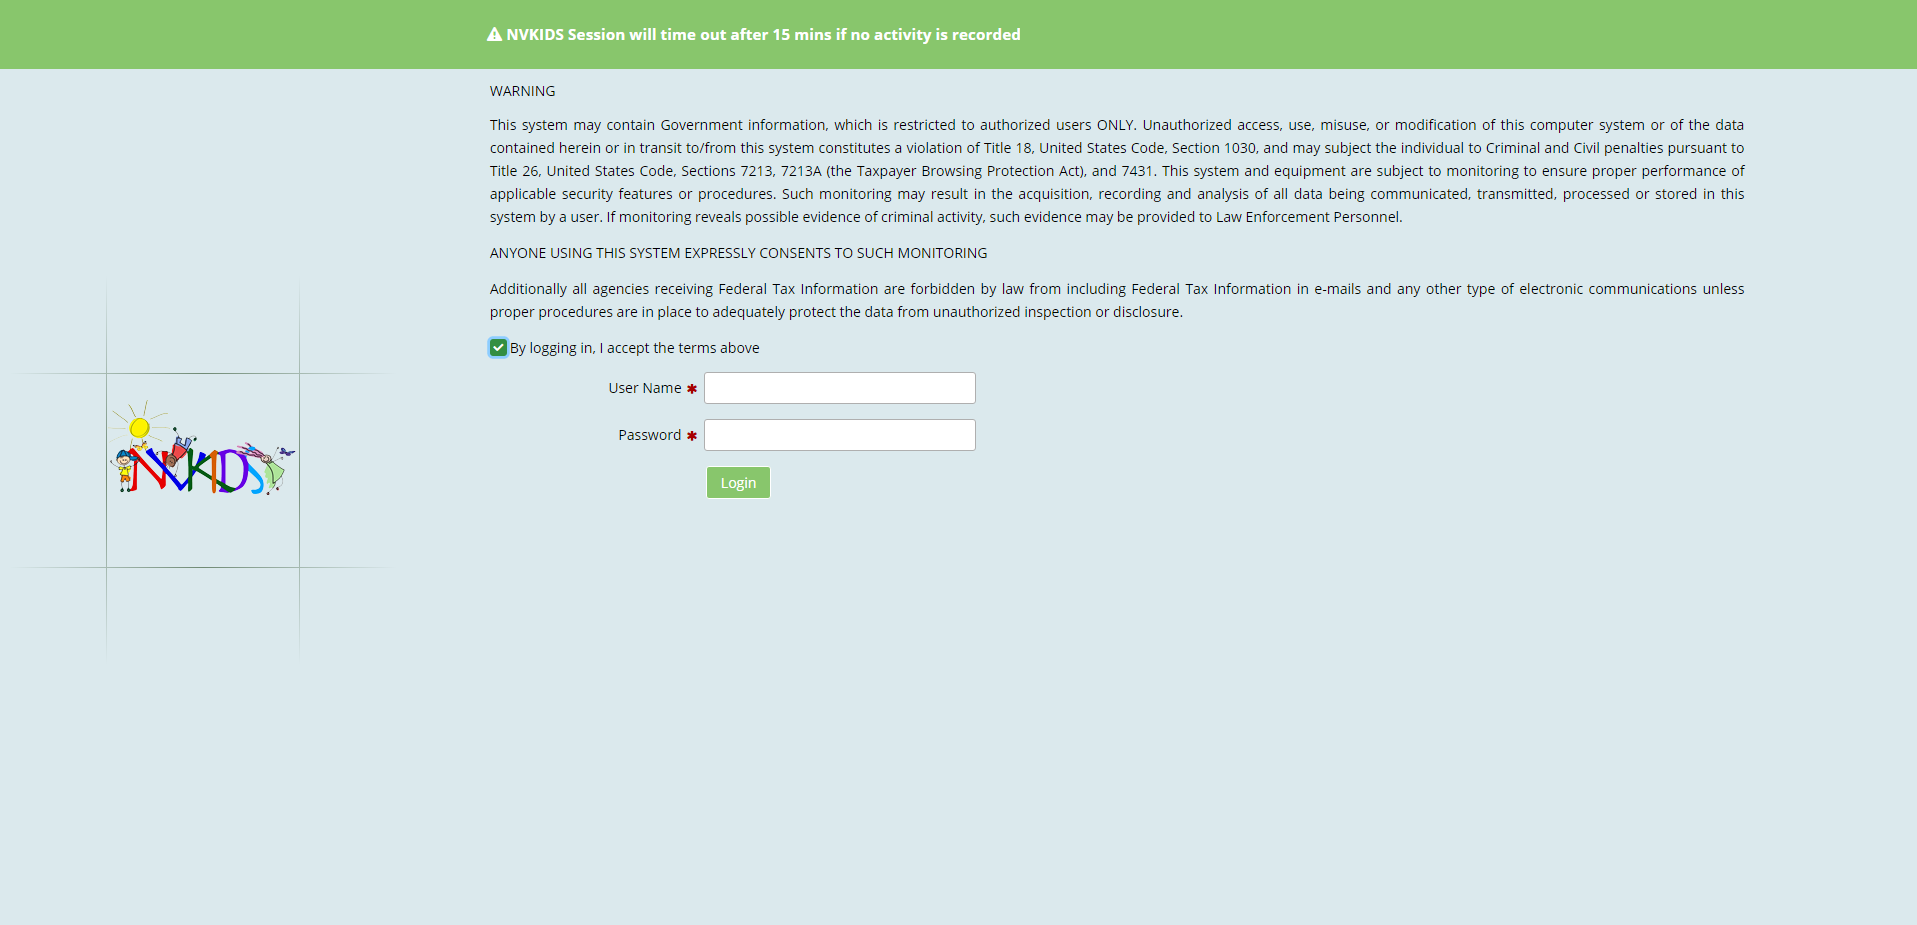 NVKIDS Session will time out after 15 mins if no activity is recorded
WARNING
This system may contain Government information, which is restricted to authorized users ONLY. Unauthorized access, use, misuse, or modification of this computer system or of the data
contained herein or in transit to/from this system constitutes a violation of Title 18, United States Code, Section 1030, and may subject the individual to Criminal and Civil penalties pursuant to
Title 26, United States Code, Sections 7213, 7213A (the Taxpayer Browsing Protection Act), and 7431. This system and equipment are subject to monitoring to ensure proper performance of
applicable security features or procedures. Such monitoring may result in the acquisition, recording and analysis of all data being communicated, transmitted, processed or stored in this
system by a user. If monitoring reveals possible evidence of criminal activity, such evidence may be provided to Law Enforcement Personnel.
ANYONE USING THIS SYSTEM EXPRESSLY CONSENTS TO SUCH MONITORING
Additionally all agencies receiving Federal Tax Information are forbidden by law from including Federal Tax Information in e-mails and any other type of electronic communications unless
proper procedures are in place to adequately protect the data from unauthorized inspection or disclosure.
By logging in, I accept the terms above
User Name *
Password *
Login
NVKIDS